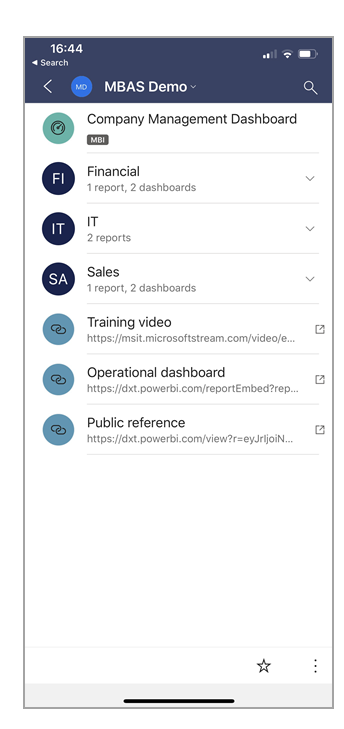 16:44
Search
MD MBAS Demo
Company Management Dashboard
MBI
FI Financial
1 report, 2 dashboards
IT IT
2 reports
SA Sales
1 report, 2 dashboards
Training video
https://msit.microsoftstream.com/video/e...
Operational dashboard
https://dxt.powerbi.com/reportEmbed?rep...
Public reference
https://dxt.powerbi.com/view?r=eyJrIjoiN...